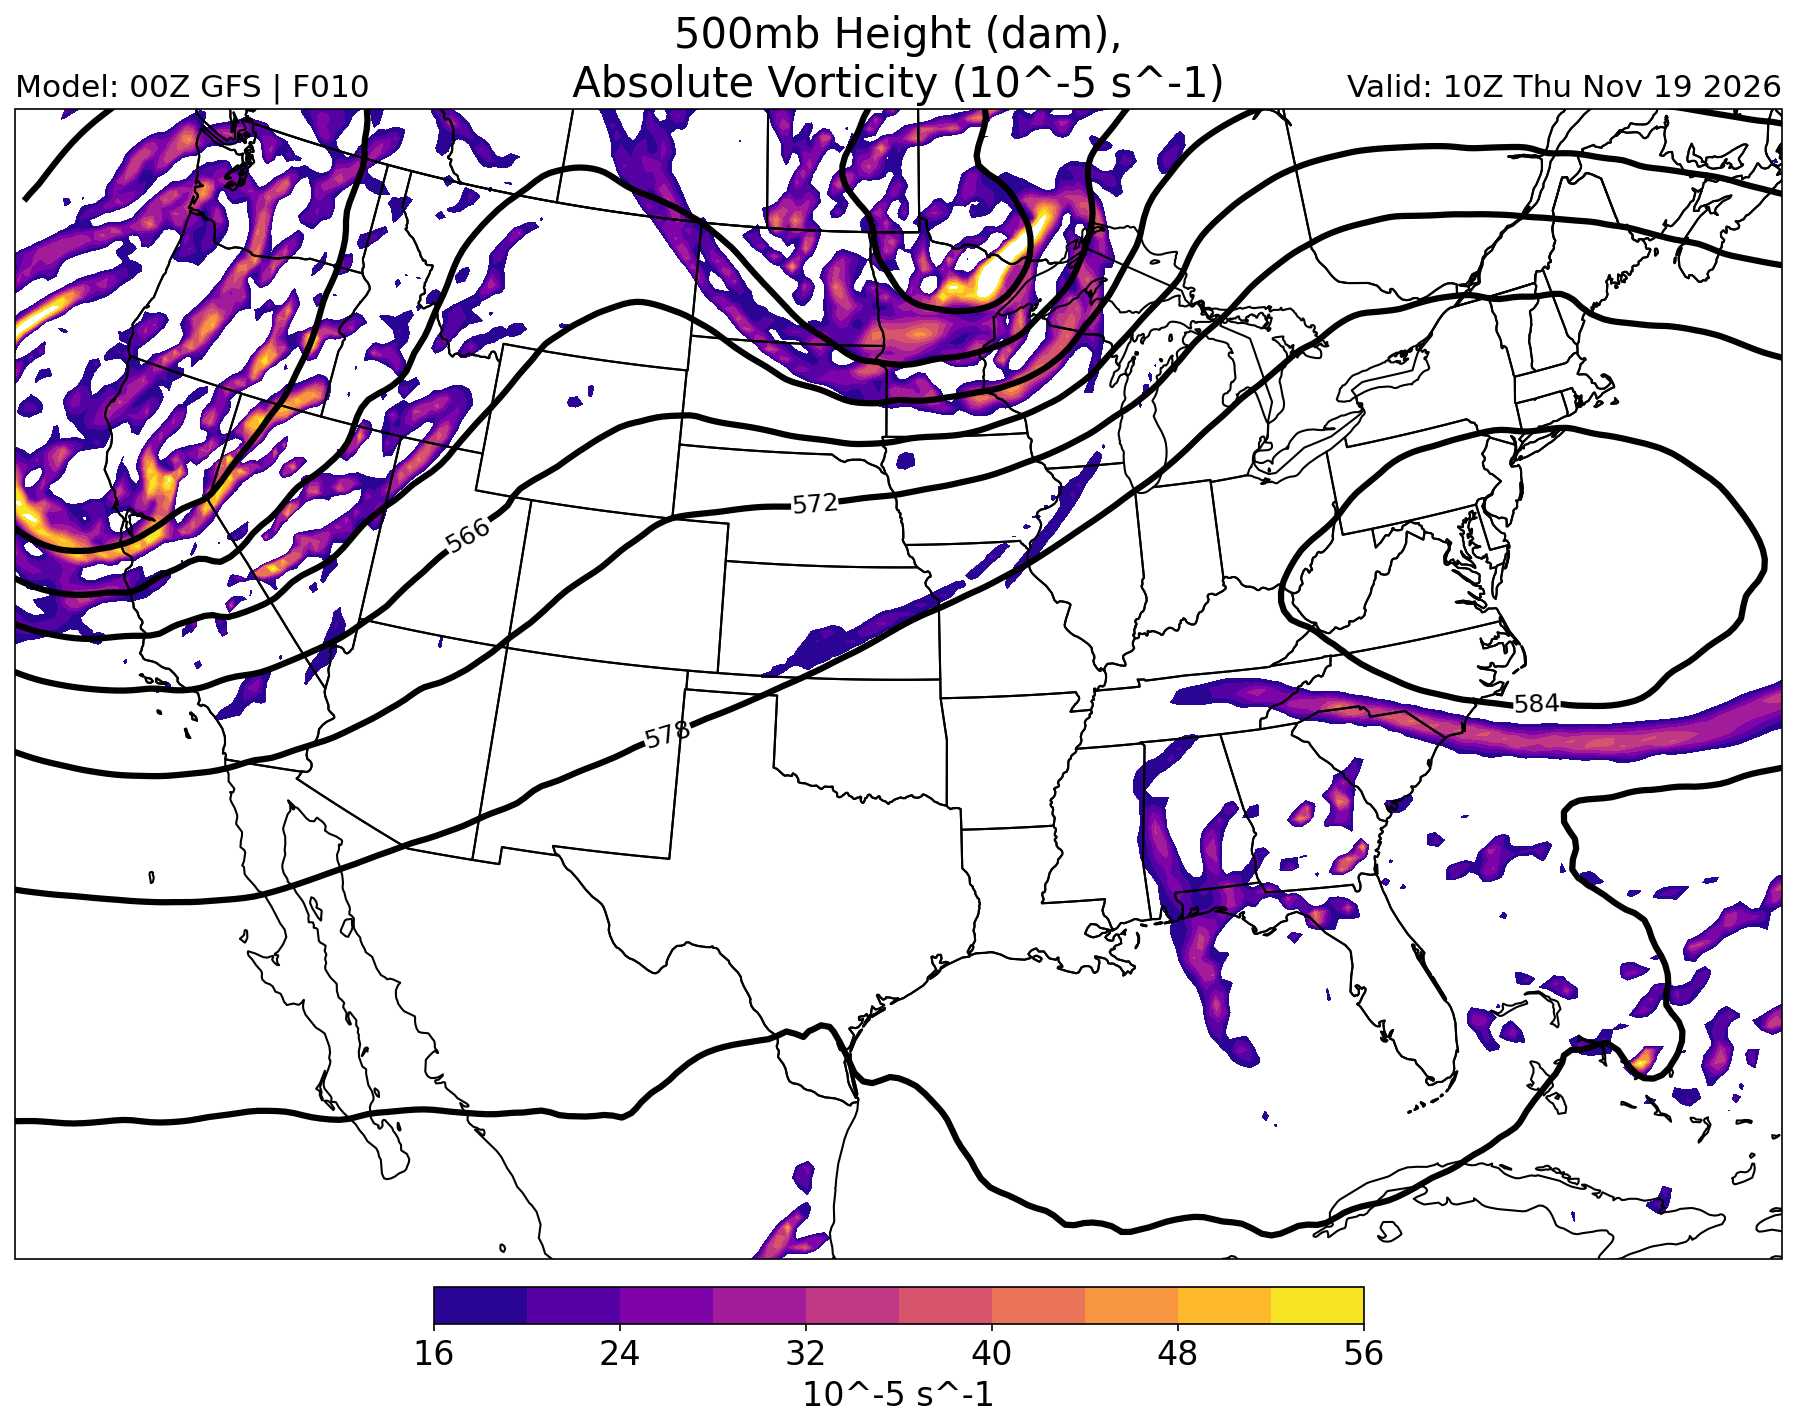 500mb Height (dam),
Absolute Vorticity (10^-5 s^-1)
Model: 00Z GFS | F010
Valid: 10Z Thu Nov 19 2026
572
566
584
578
16 24 32 40 48 56
10^-5 s^-1